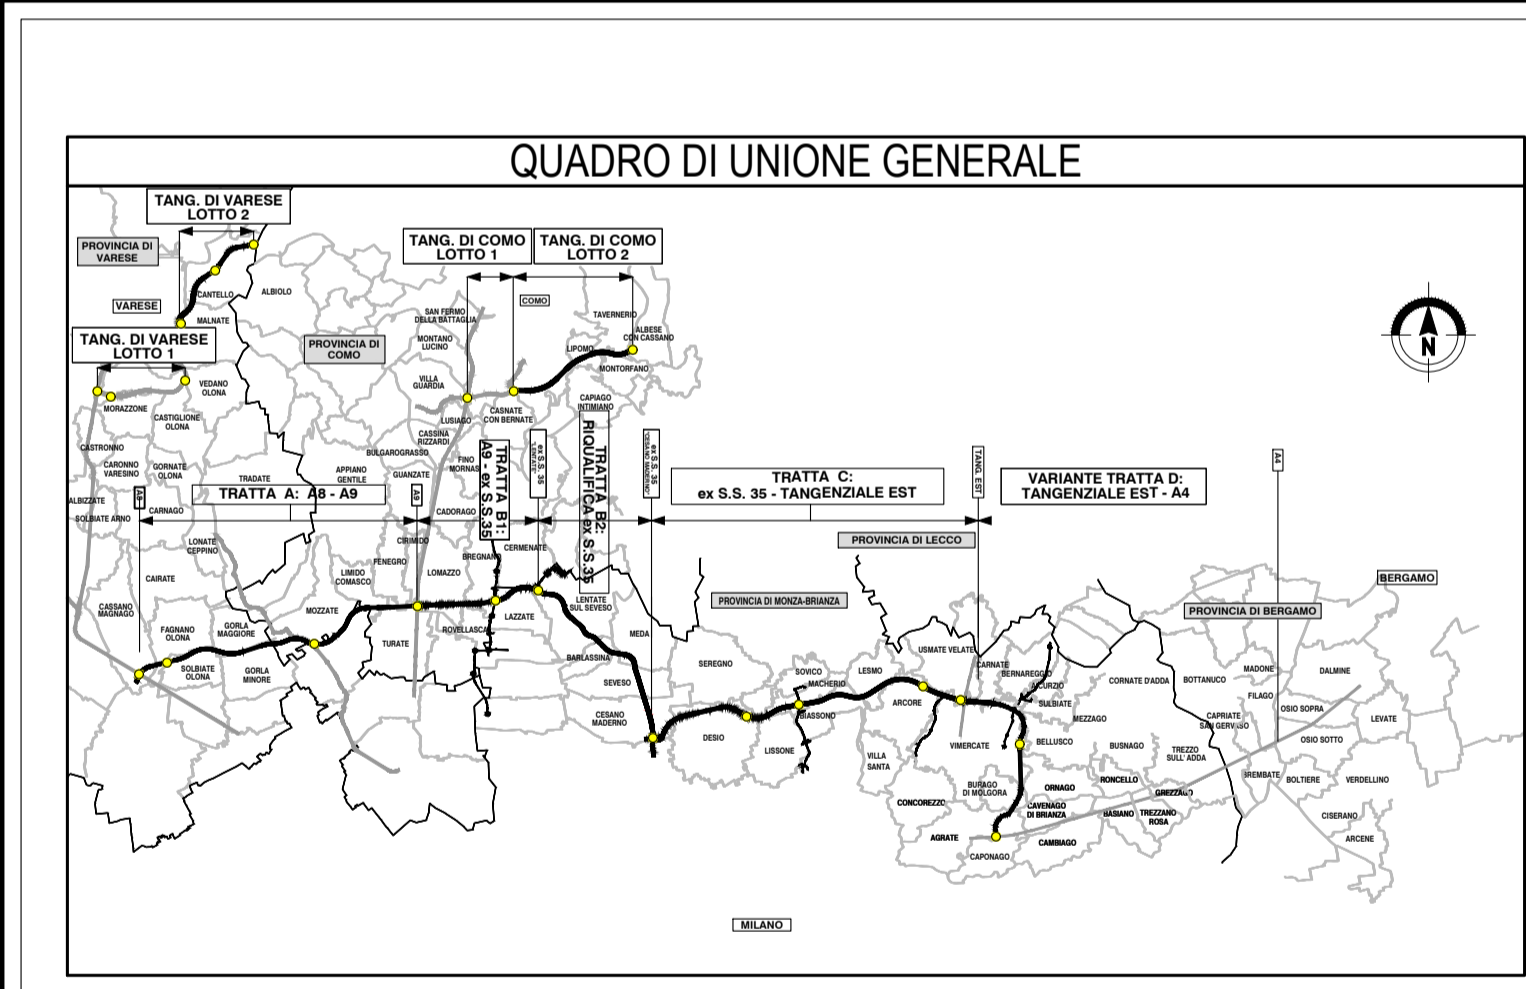 QUADRO DI UNIONE GENERALE
TANG. DI VARESE
LOTTO 2
PROVINCIA DI
VARESE
TANG. DI COMO
LOTTO 1
TANG. DI COMO
LOTTO 2
CANTELLO
ALBIOLO
VARESE
MALNATE
COMO
SAN FERMO
DELLA BATTAGLIA
TAVERNERIO
ALBESE
CON CASSANO
TANG. DI VARESE
LOTTO 1
PROVINCIA DI
COMO
MONTANO
LUCINO
LIPOMO
MONTORFANO
N
VEDANO
OLONA
VILLA
GUARDIA
MORAZZONE
CASTIGLIONE
OLONA
LUSIAGO
CASNATE
CON BERNATE
CAPIAGO
INTIMIANO
CASTRONNO
CASSINA
RIZZARDI
BULGAROGRASSO
CARONNO
VARESINO
GORNATE
OLONA
TRADATE
APPIANO
GENTILE
GUANZATE
FINO
MORNAS
TRATTA B1:
A9 - ex S.S.35
ex S.S. 35
"LENTATE"
TRATTA B2:
RIQUALIFICA ex S.S.35
ex S.S. 35
"CESANO MADERNO"
TRATTA C:
ex S.S. 35 - TANGENZIALE EST
TANG. EST
VARIANTE TRATTA D:
TANGENZIALE EST - A4
A4
ALBIZZATE
A8
TRATTA A: A8 - A9
A9
SOLBIATE ARNO
CARNAGO
CADORAGO
LONATE
CEPPINO
CIRIMIDO
BREGNANO
CERMENATE
PROVINCIA DI LECCO
FENEGRO
CAIRATE
LIMIDO
COMASCO
LOMAZZO
BERGAMO
CASSANO
MAGNAGO
MOZZATE
LENTATE
SUL SEVESO
PROVINCIA DI MONZA-BRIANZA
PROVINCIA DI BERGAMO
FAGNANO
OLONA
GORLA
MAGGIORE
TURATE
ROVELLASCA
LAZZATE
MEDA
SOLBIATE
OLONA
GORLA
MINORE
BARLASSINA
SEREGNO
SOVICO
MACHERIO
LESMO
USMATE VELATE
CARNATE
BERNAREGGIO
AICURZIO
SULBIATE
CORNATE D'ADDA
BOTTANUCO
MADONE
DALMINE
SEVESO
CESANO
MADERNO
DESIO
LISSONE
BIASSONO
ARCORE
MEZZAGO
FILAGO
OSIO SOPRA
CAPRIATE
SAN GERVASO
LEVATE
VILLA
SANTA
VIMERCATE
BELLUSCO
BUSNAGO
TREZZO
SULL' ADDA
OSIO SOTTO
BURAGO
DI MOLGORA
ORNAGO
RONCELLO
GREZZAGO
BREMBATE
BOLTIERE
VERDELLINO
CONCOREZZO
CAVENAGO
DI BRIANZA
BASIANO
TREZZANO
ROSA
CISERANO
AGRATE
CAMBIAGO
ARCENE
CAPONAGO
MILANO